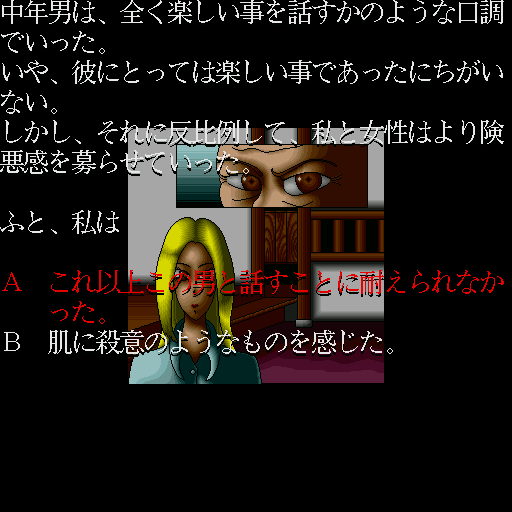 中年男は、全く楽しい事を話すかのような口調
でいった。
いや、彼にとっては楽しい事であったにちがい
ない。
しかし、それに反比例して、私と女性はより険
悪感を募らせていった。
ふと、私は
Ａ　これ以上この男と話すことに耐えられなか
った。
Ｂ　肌に殺意のようなものを感じた。